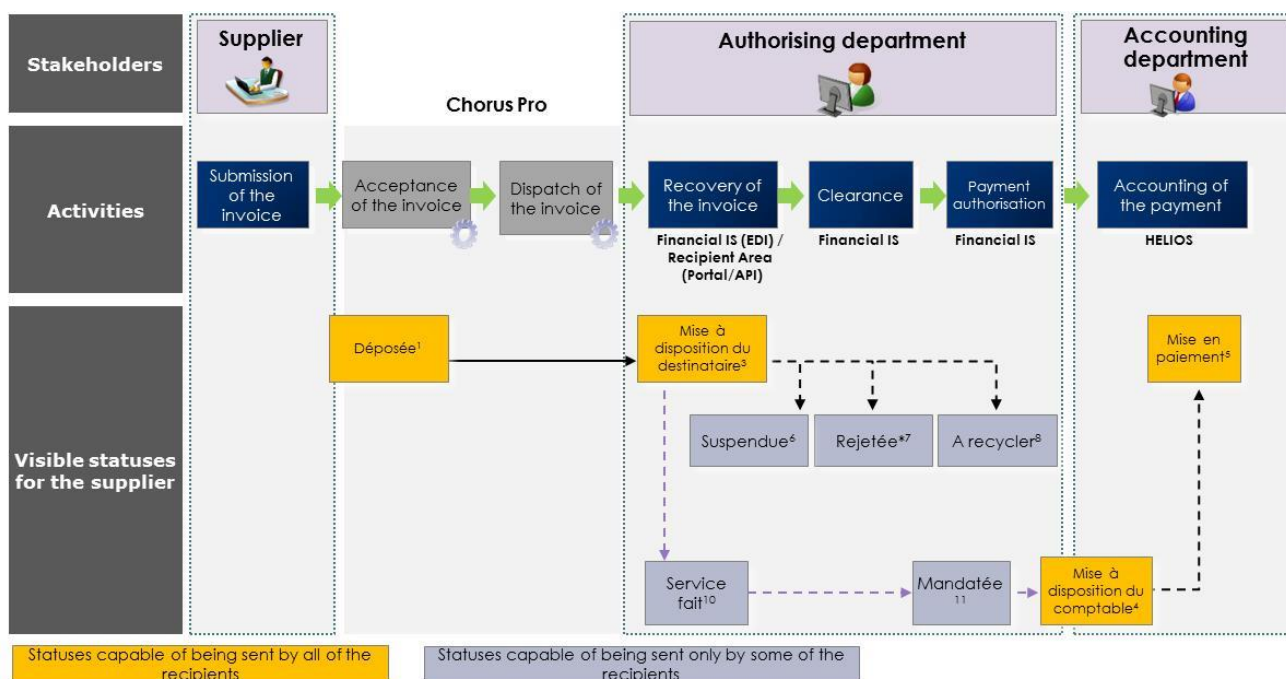 Stakeholders
Supplier
Chorus Pro
Authorising department
Accounting
department
Activities
Submission
of the
invoice
Acceptance
of the invoice
Dispatch of
the invoice
Recovery of
the invoice
Clearance
Payment
authorisation
Accounting of
the payment
Financial IS (EDI) /
Recipient Area
(Portal/API)
Financial IS
Financial IS
HELIOS
Visible statuses
for the supplier
Déposée¹
Mise à
disposition du
destinataire³
Mise en
paiement⁵
Suspendue⁶
Rejetée*⁷
A recycler⁸
Service
fait¹⁰
Mandatée
¹¹
Mise à
disposition du
comptable⁴
Statuses capable of being sent by all of the
recipients
Statuses capable of being sent only by some of the
recipients